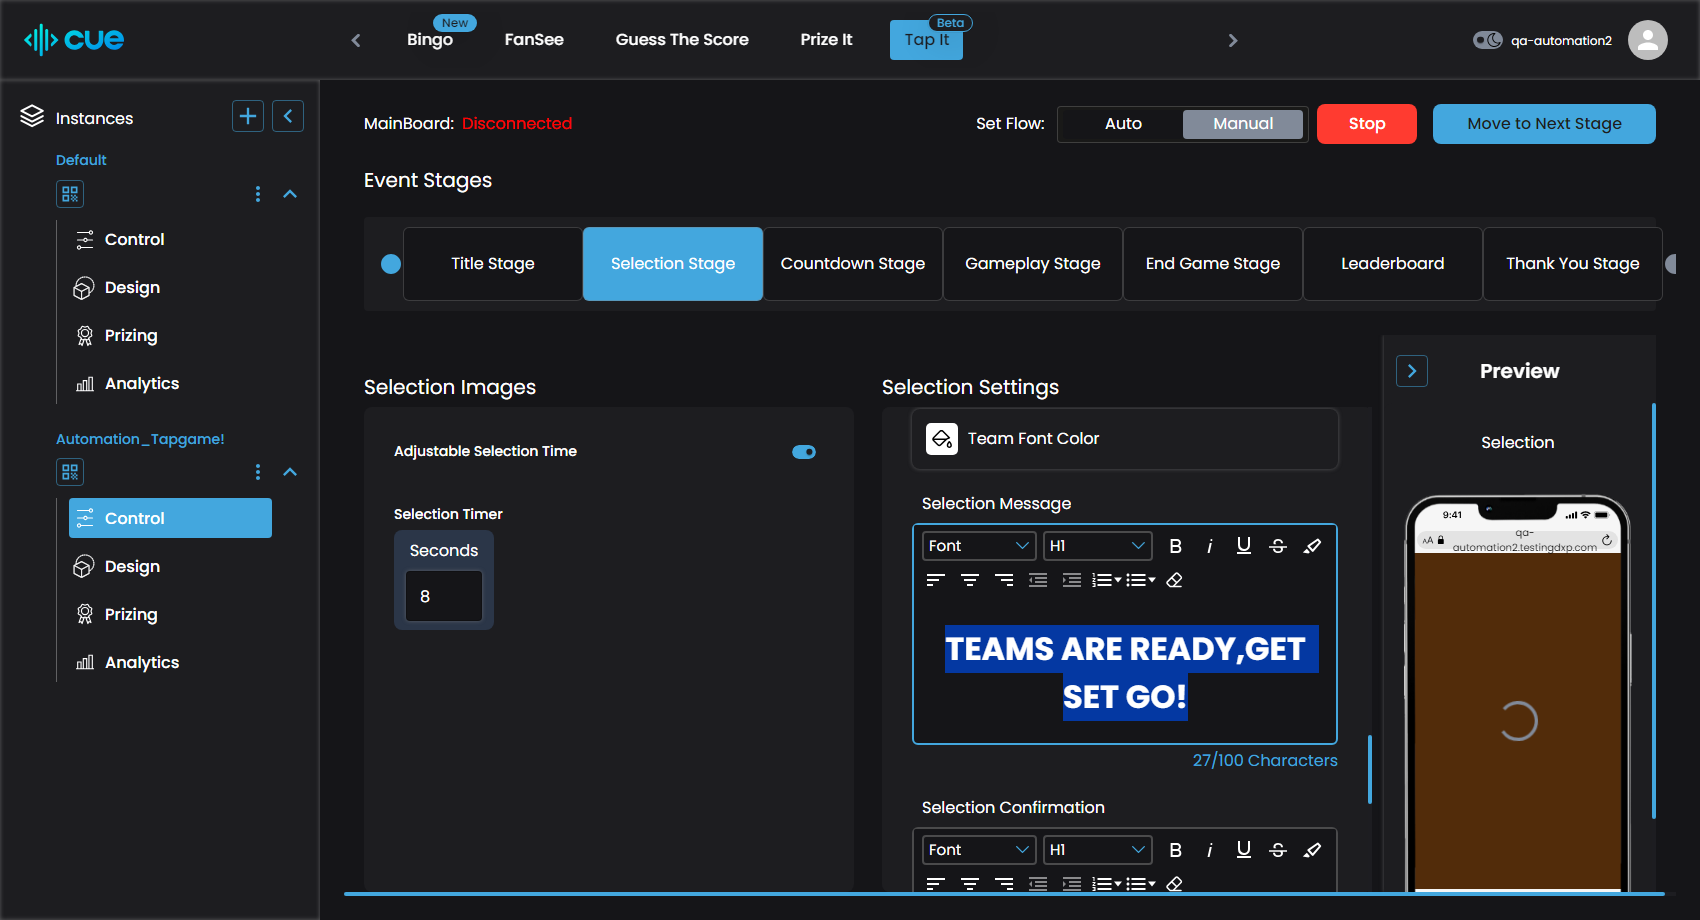 cue
Bingo
New
FanSee
Guess The Score
Prize It
Tap It
Beta
qa-automation2
Instances
Default
Control
Design
Prizing
Analytics
Automation_Tapgame!
Control
Design
Prizing
Analytics
MainBoard: Disconnected
Set Flow:
Auto
Manual
Stop
Move to Next Stage
Event Stages
Title Stage
Selection Stage
Countdown Stage
Gameplay Stage
End Game Stage
Leaderboard
Thank You Stage
Selection Images
Adjustable Selection Time
Selection Timer
Seconds
8
Selection Settings
Team Font Color
Selection Message
Font
H1
B i U S
TEAMS ARE READY,GET
SET GO!
27/100 Characters
Selection Confirmation
Font
H1
B i U S
Preview
Selection
9:41
AA
qa-
automation2.testingdxp.com